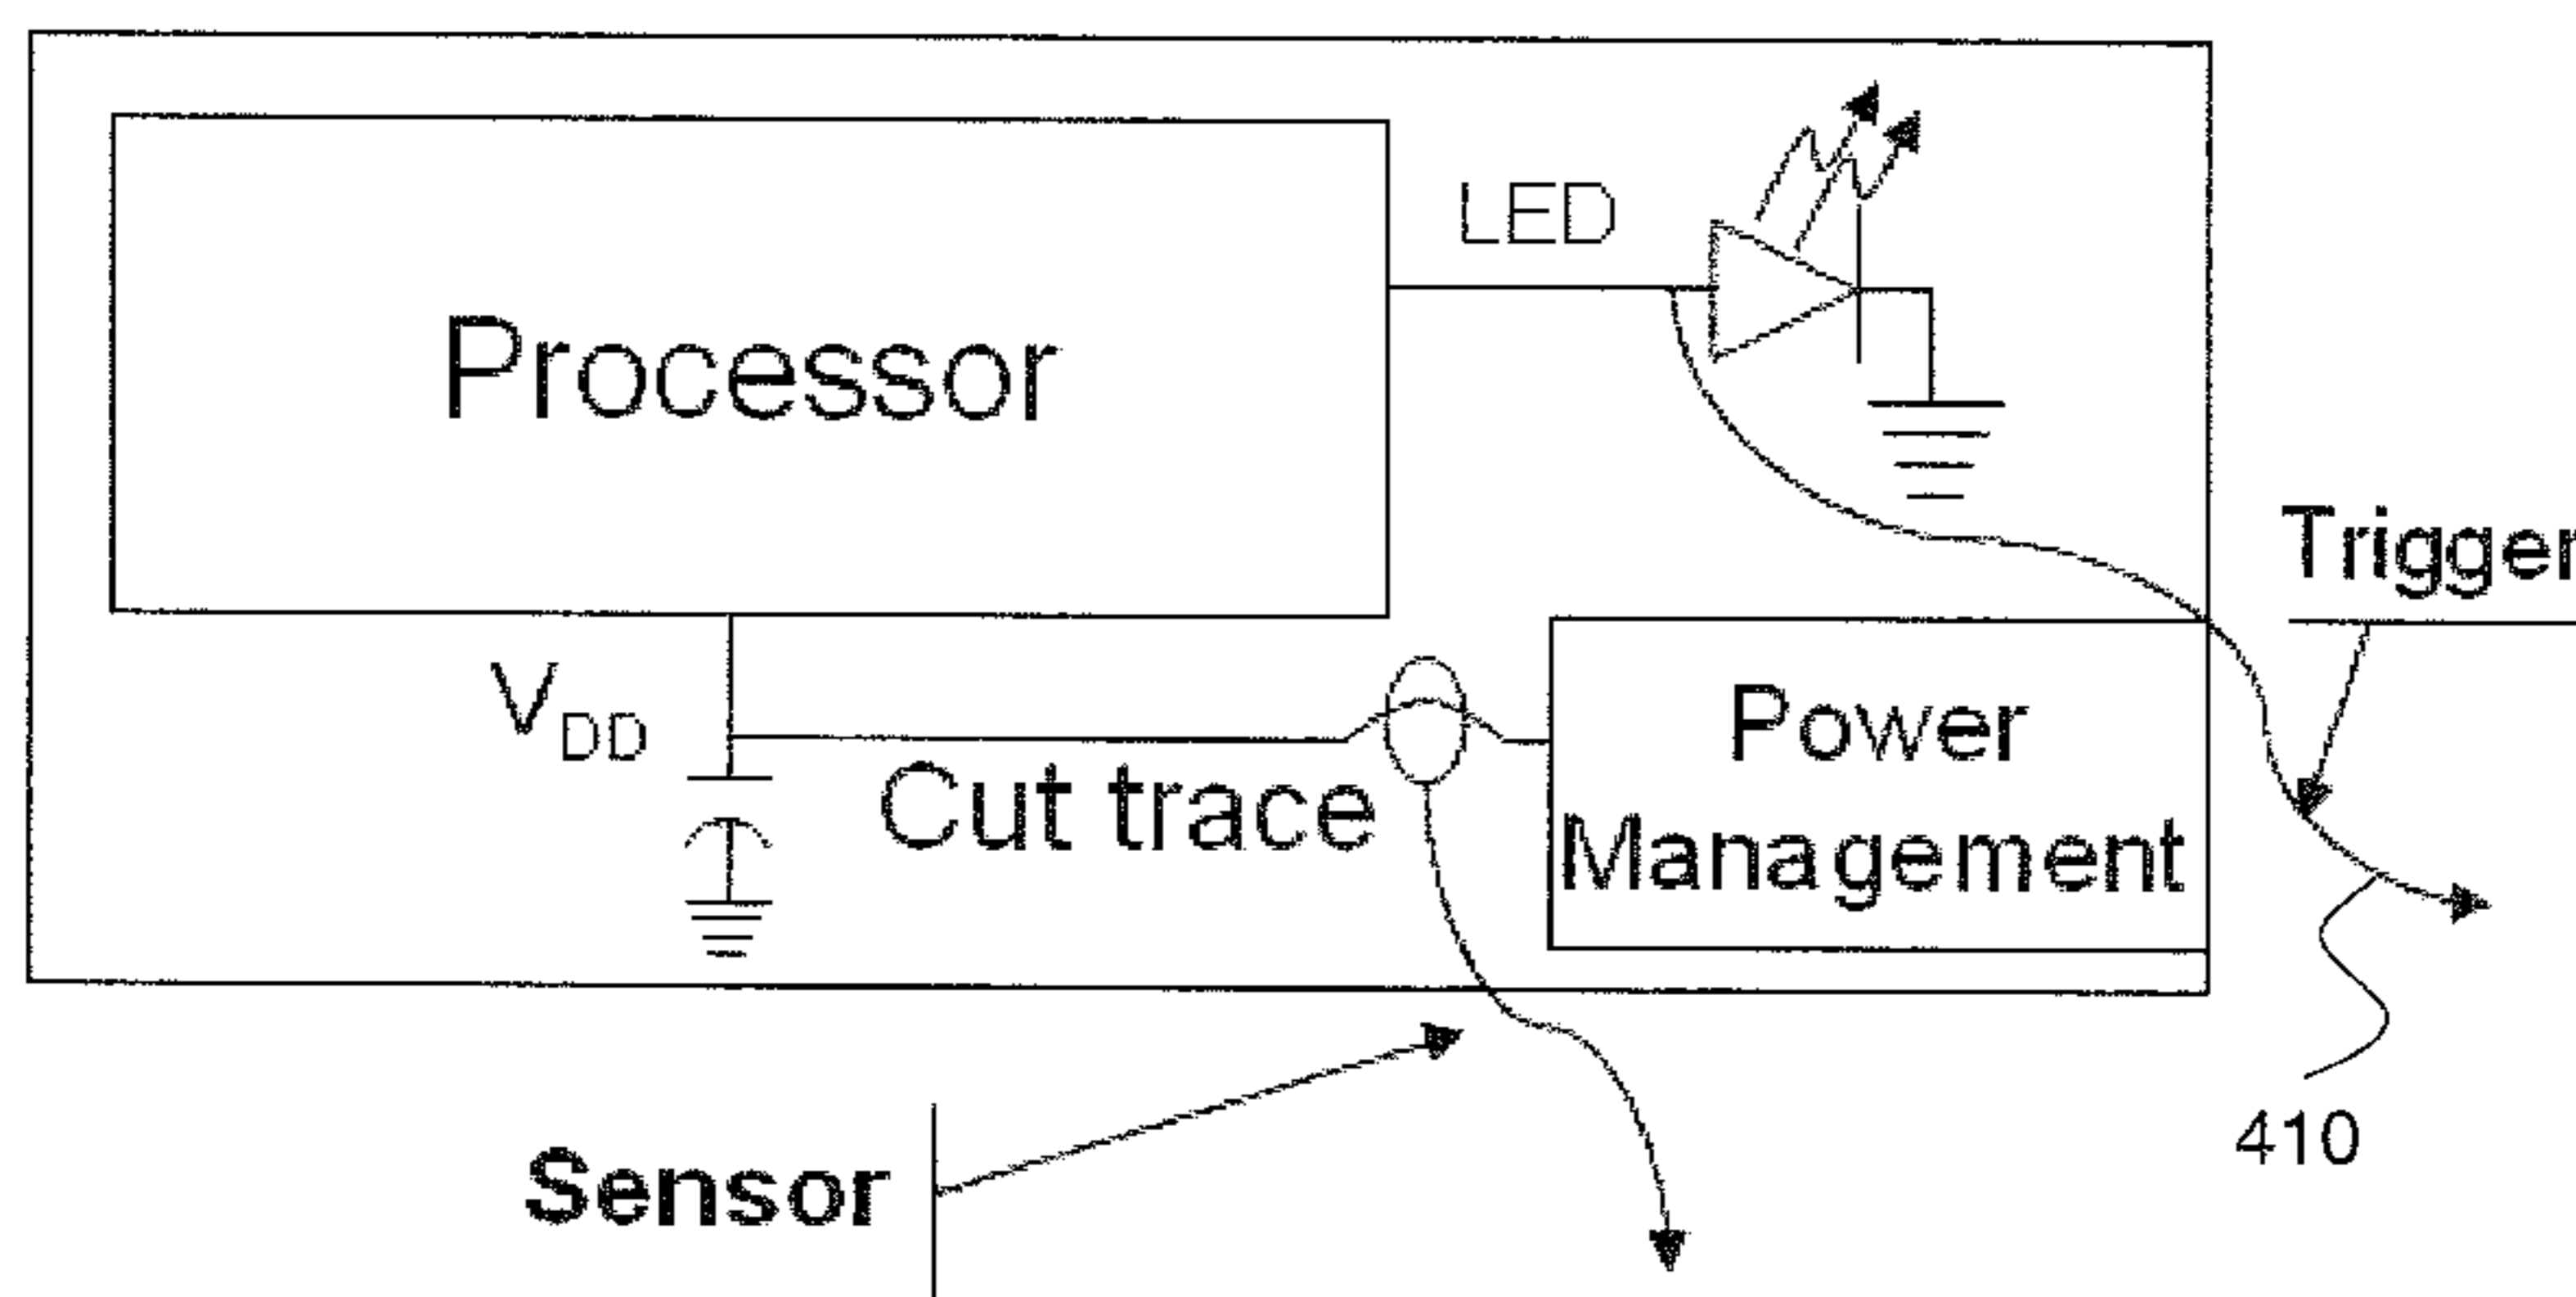 LED
Processor
Trigger
VDD
Power
Management
Cut trace
410
Sensor